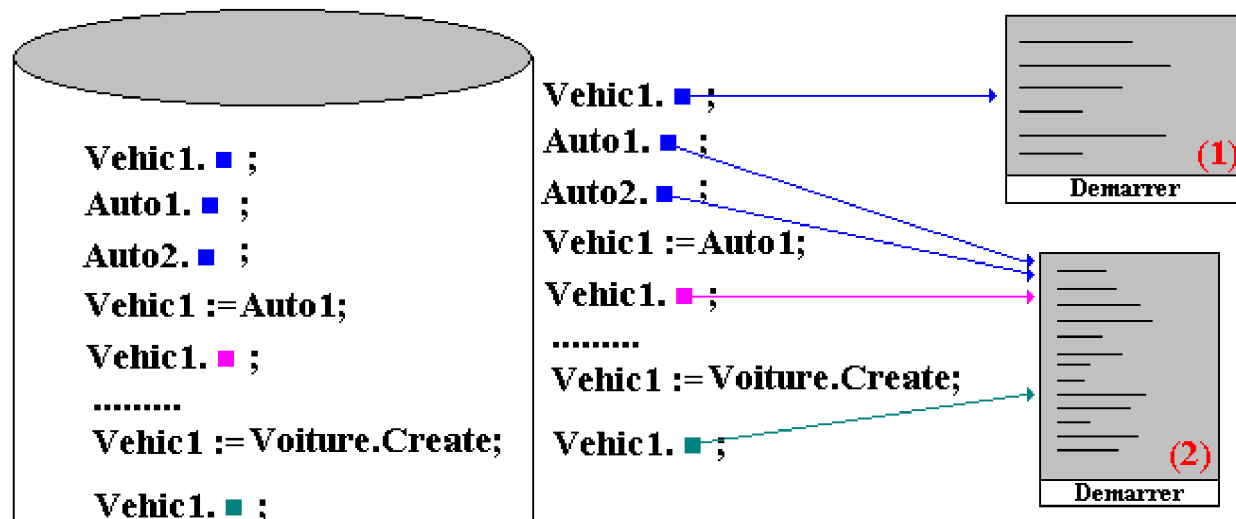 Vehic1. ;
Auto1. ;
Auto2. ;
Vehic1 := Auto1;
Vehic1. ;
.........
Vehic1 := Voiture.Create;
Vehic1. ;
Vehic1. ;
Auto1. ;
Auto2. ;
Vehic1 := Auto1;
Vehic1. ;
.........
Vehic1 := Voiture.Create;
Vehic1. ;
(1)
Demarrer
(2)
Demarrer